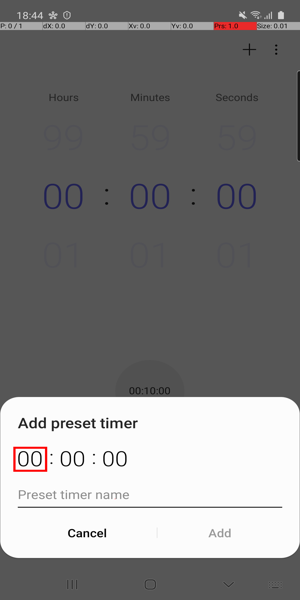 18:44
P: 0 / 1 dX: 0.0 dY: 0.0 Xv: 0.0 Yv: 0.0 Prs: 1.0 Size: 0.01
Hours Minutes Seconds
99 59 59
00 : 00 : 00
01 01 01
00:10:00
Add preset timer
00 : 00 : 00
Preset timer name
Cancel Add